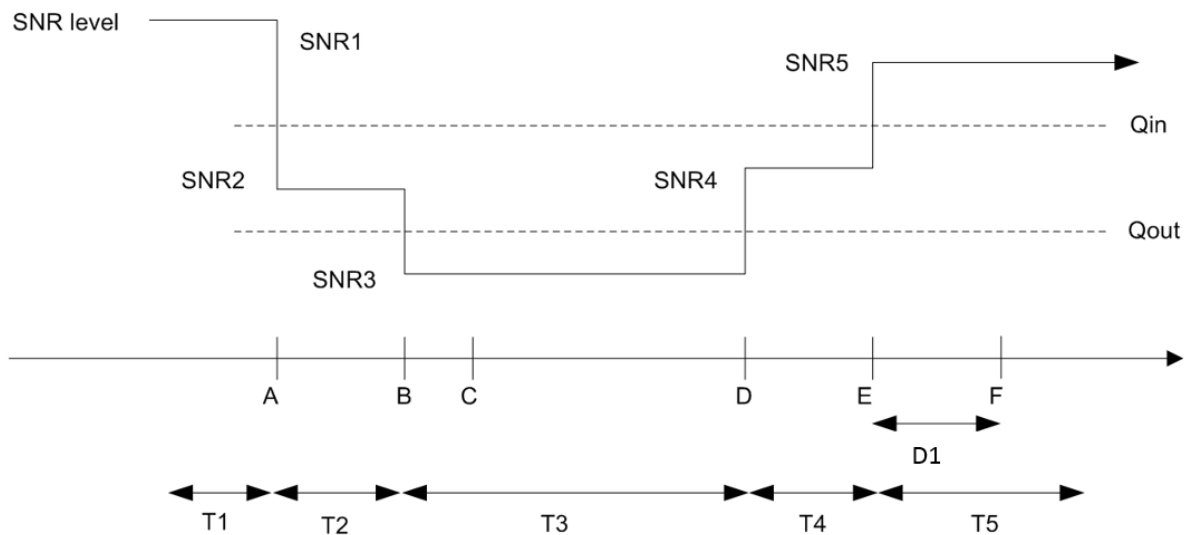 SNR level
SNR1
SNR5
Qin
SNR2
SNR4
Qout
SNR3
A B C D E F
D1
T1 T2 T3 T4 T5